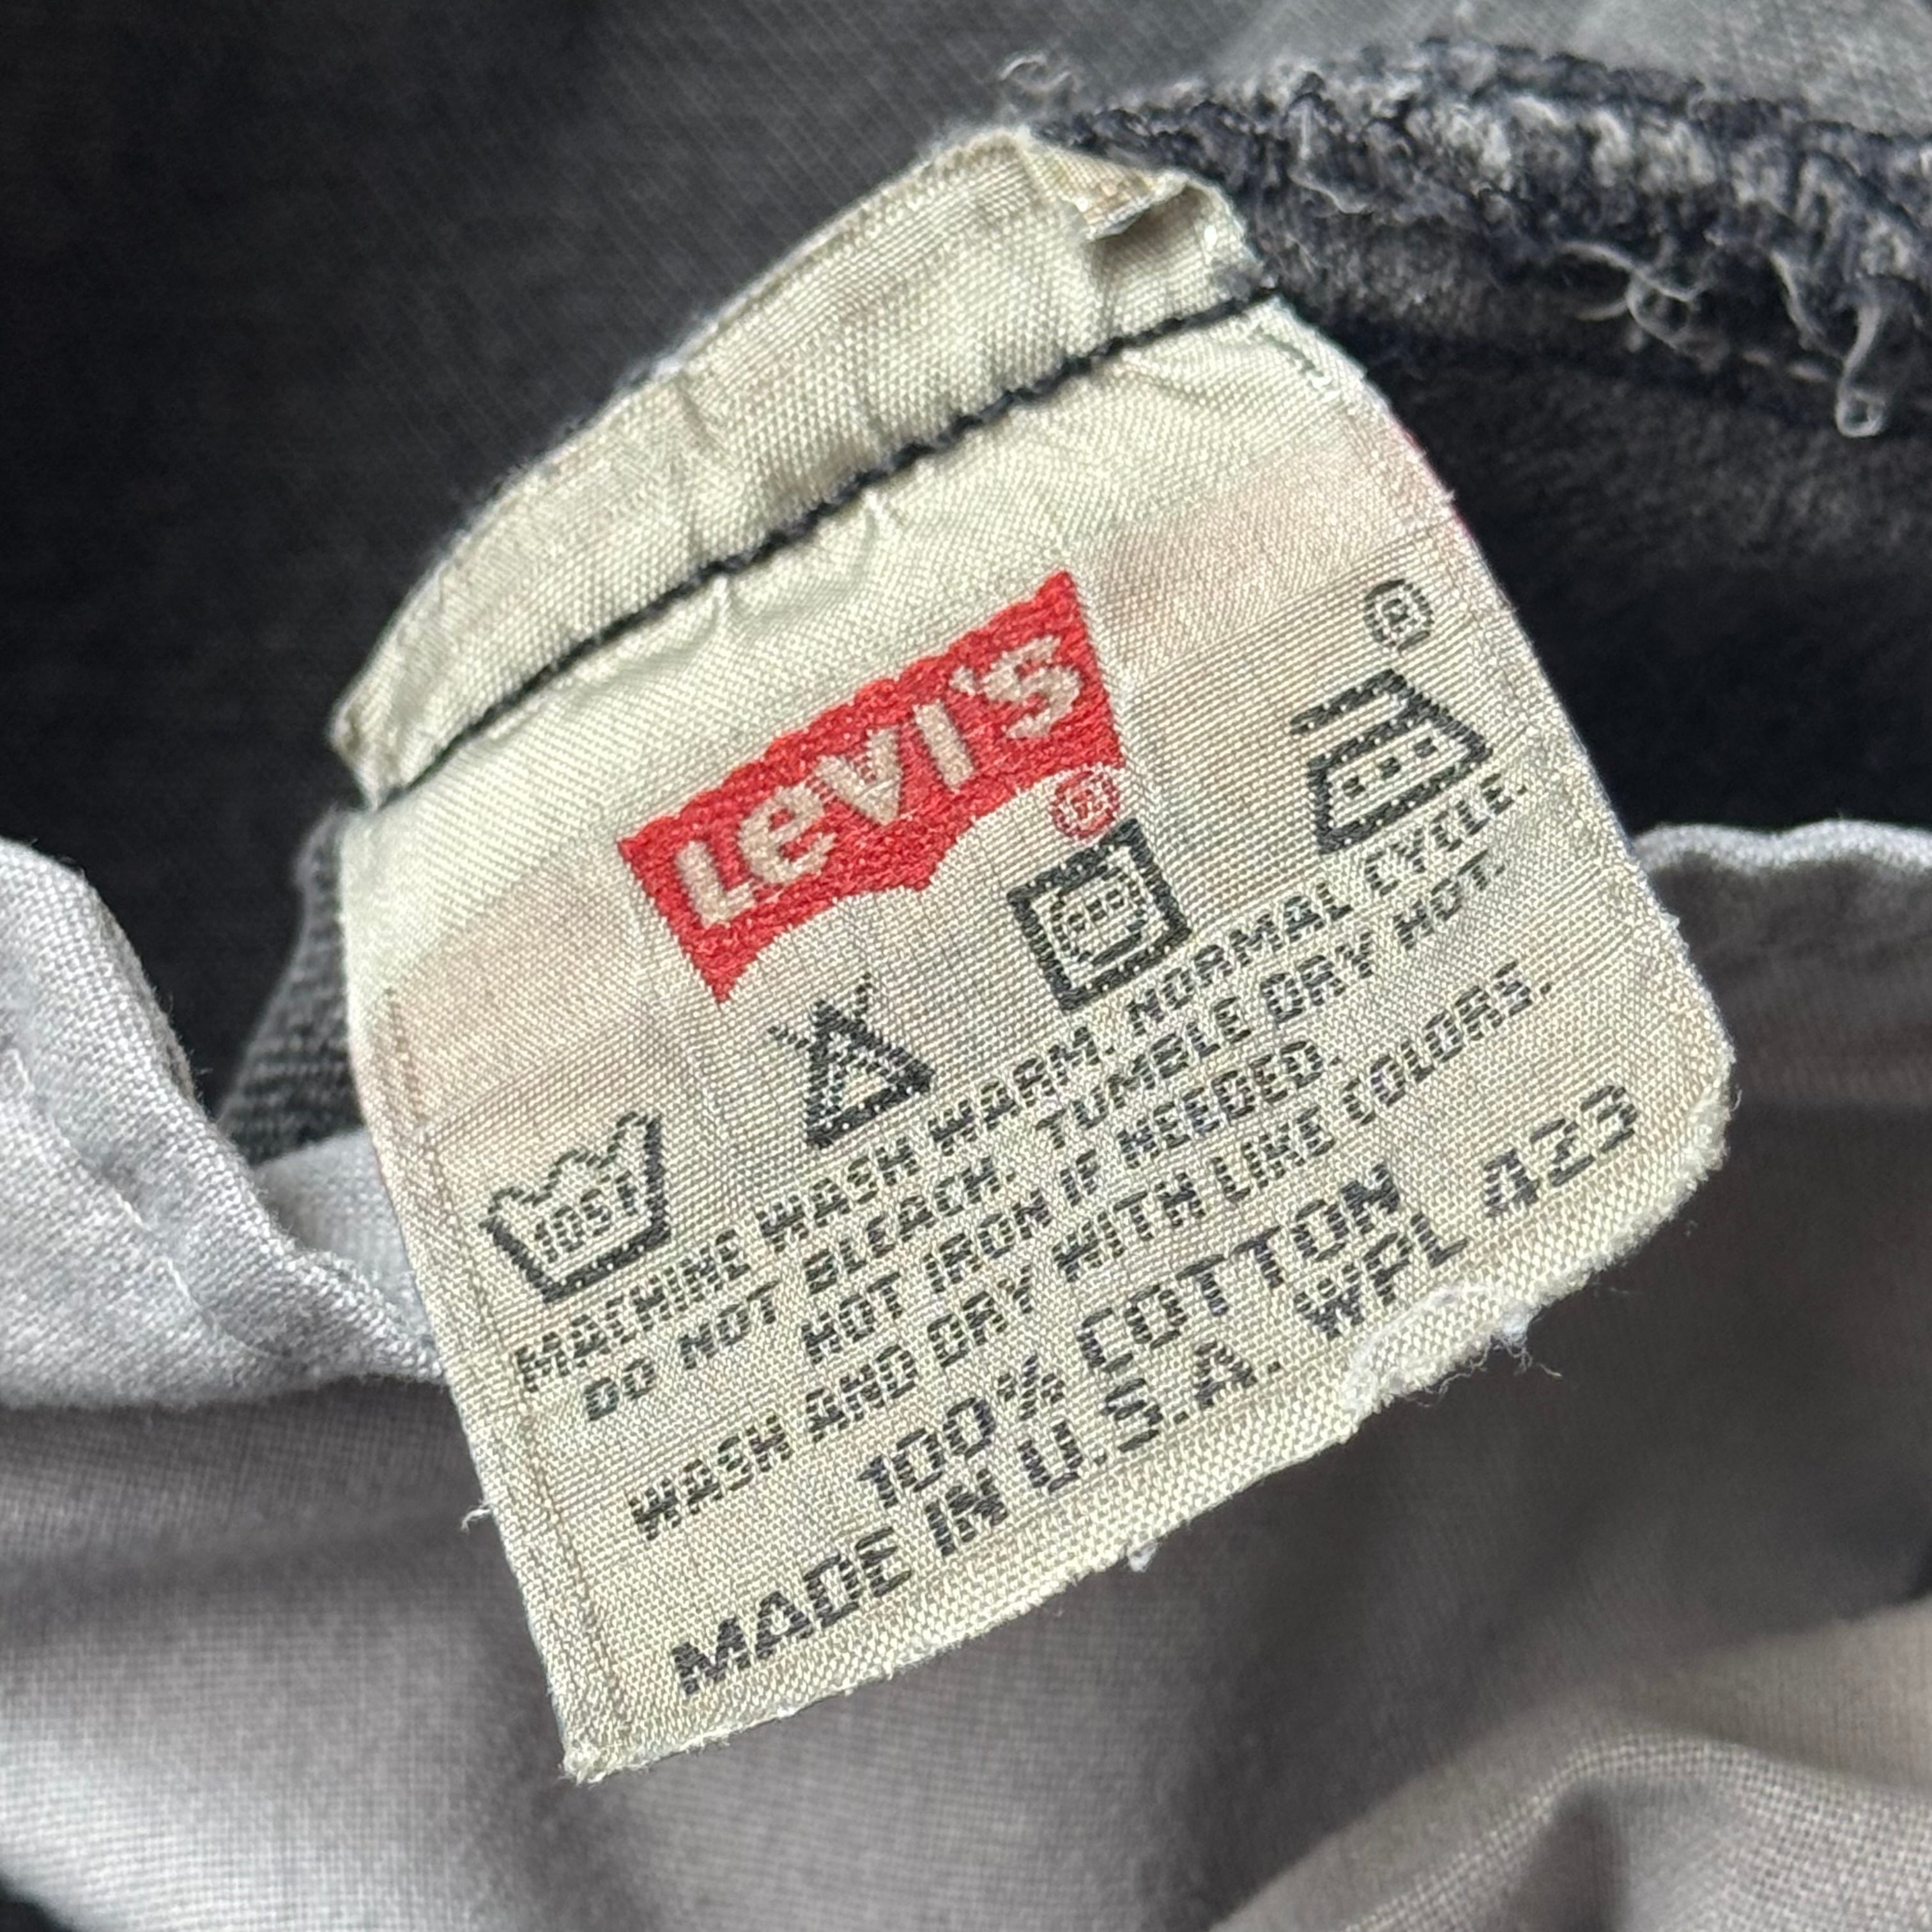 LEVI'S ®
®
105F
MACHINE WASH WARM. NORMAL CYCLE.
DO NOT BLEACH. TUMBLE DRY HOT.
HOT IRON IF NEEDED.
WASH AND DRY WITH LIKE COLORS.
100% COTTON
MADE IN U.S.A. WPL 423